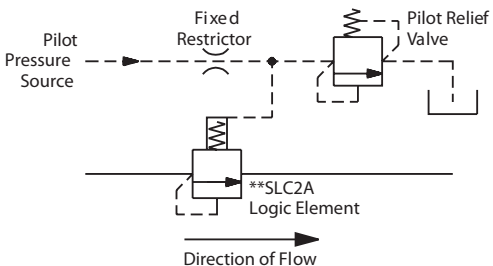 Fixed
Restrictor
Pilot Relief
Valve
Pilot
Pressure
Source
**SLC2A
Logic Element
Direction of Flow